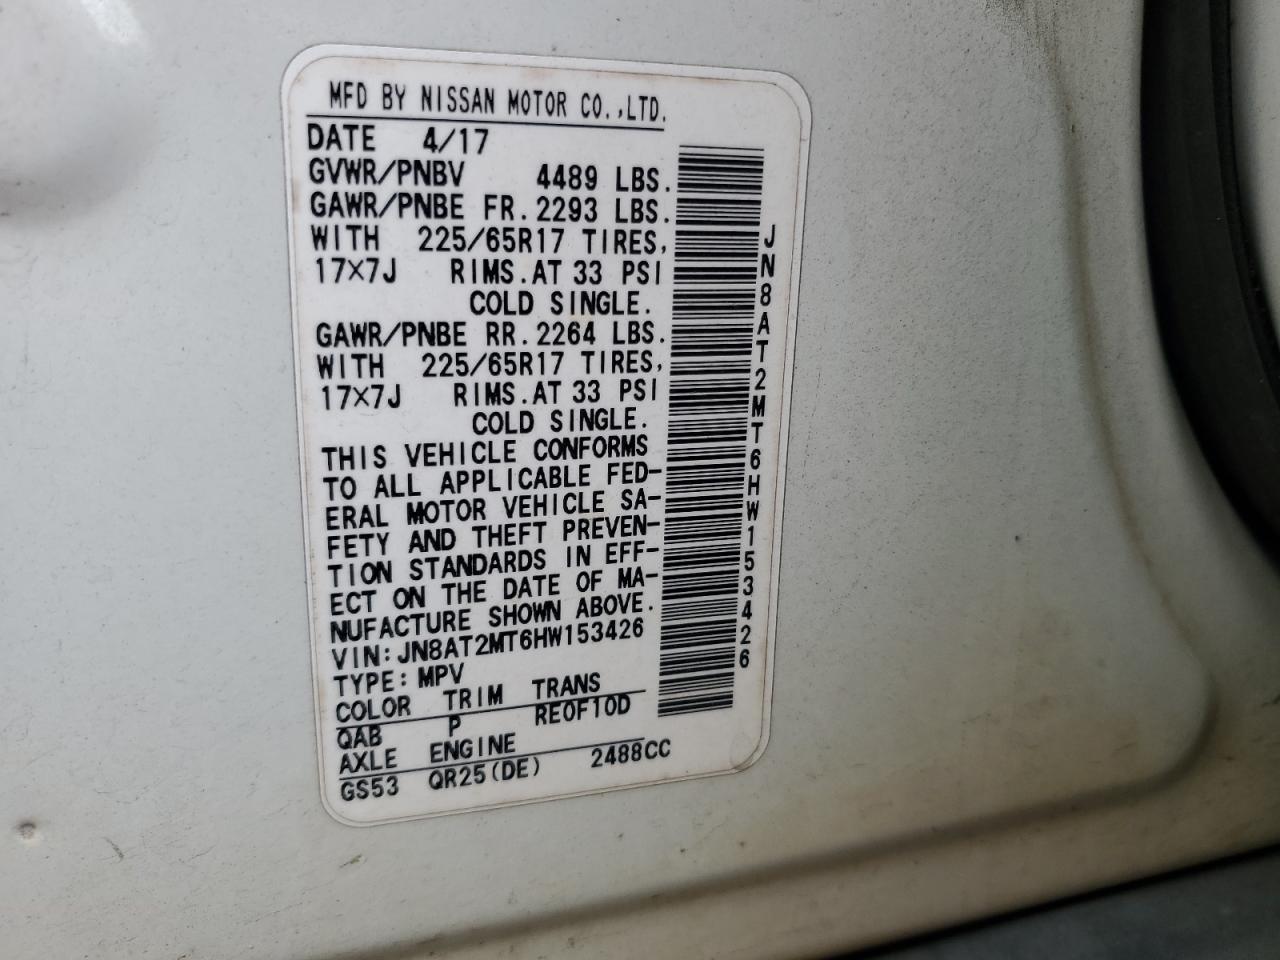 MFD BY NISSAN MOTOR CO.,LTD.
DATE 4/17
GVWR/PNBV 4489 LBS.
GAWR/PNBE FR.2293 LBS.
WITH 225/65R17 TIRES,
17×7J RIMS.AT 33 PSI
COLD SINGLE.
GAWR/PNBE RR.2264 LBS.
WITH 225/65R17 TIRES,
17×7J RIMS.AT 33 PSI
COLD SINGLE.
THIS VEHICLE CONFORMS
TO ALL APPLICABLE FED-
ERAL MOTOR VEHICLE SA-
FETY AND THEFT PREVEN-
TION STANDARDS IN EFF-
ECT ON THE DATE OF MA-
NUFACTURE SHOWN ABOVE.
VIN:JN8AT2MT6HW153426
TYPE:MPV
COLOR TRIM TRANS
QAB P RE0F10D
AXLE ENGINE
GS53 QR25(DE) 2488CC
JN8AT2MT6HW153426